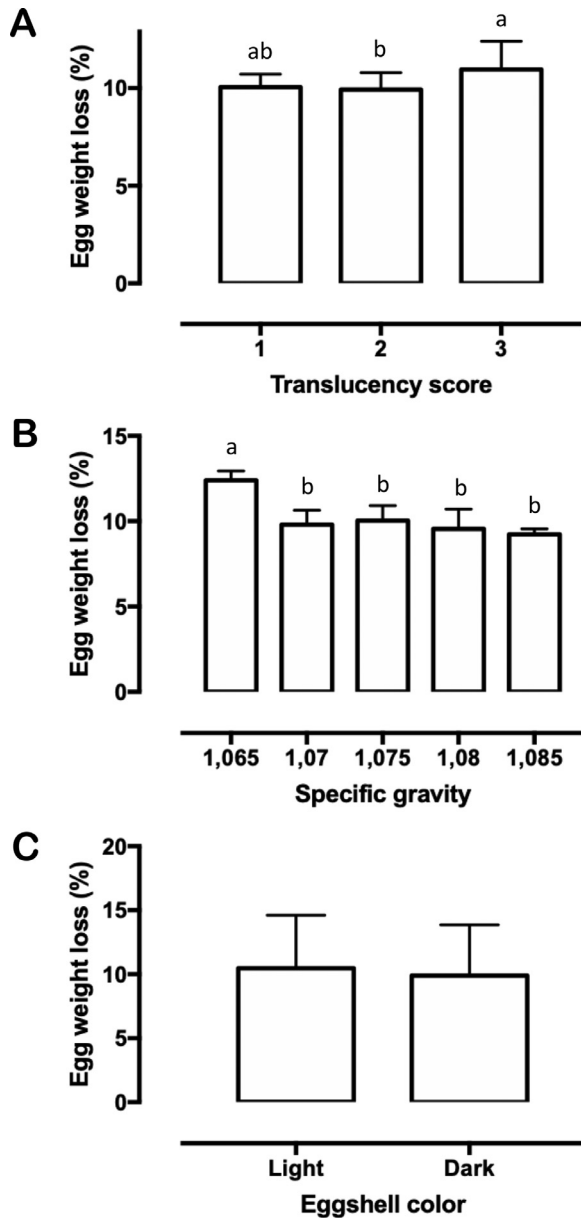 A
Egg weight loss (%)
10
5
0
ab
b
a
1 2 3
Translucency score
B
Egg weight loss (%)
15
10
5
0
a
b
b
b
b
1,065 1,07 1,075 1,08 1,085
Specific gravity
C
Egg weight loss (%)
20
15
10
5
0
Light Dark
Eggshell color